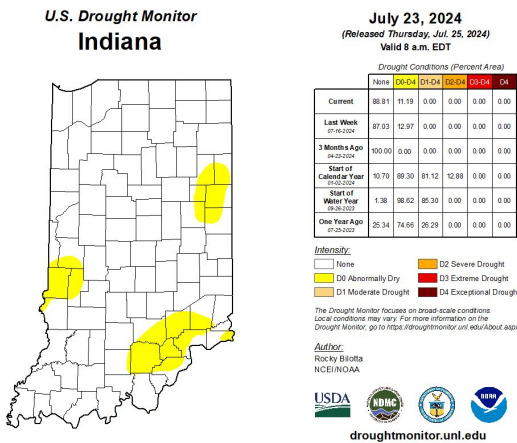 U.S. Drought Monitor
Indiana
July 23, 2024
(Released Thursday, Jul. 25, 2024)
Valid 8 a.m. EDT
Drought Conditions (Percent Area)
None D0-D4 D1-D4 D2-D4 D3-D4 D4
Current 88.81 11.19 0.00 0.00 0.00 0.00
Last Week
07-16-2024 87.03 12.97 0.00 0.00 0.00 0.00
3 Months Ago
04-23-2024 100.00 0.00 0.00 0.00 0.00 0.00
Start of
Calendar Year
01-02-2024 10.70 89.30 81.12 12.88 0.00 0.00
Start of
Water Year
09-26-2023 1.38 98.62 85.30 0.00 0.00 0.00
One Year Ago
07-25-2023 25.34 74.66 26.29 0.00 0.00 0.00
Intensity:
None D2 Severe Drought
D0 Abnormally Dry D3 Extreme Drought
D1 Moderate Drought D4 Exceptional Drough
The Drought Monitor focuses on broad-scale conditions
Local conditions may vary. For more information on the
Drought Monitor, go to https://droughtmonitor.unl.edu/About.asp
Author:
Rocky Bilotta
NCEI/NOAA
USDA NDMC NOAA
droughtmonitor.unl.edu